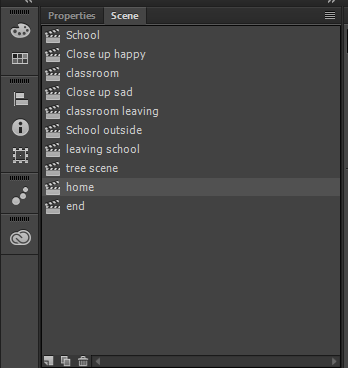 Properties Scene
School
Close up happy
classroom
Close up sad
classroom leaving
School outside
leaving school
tree scene
home
end